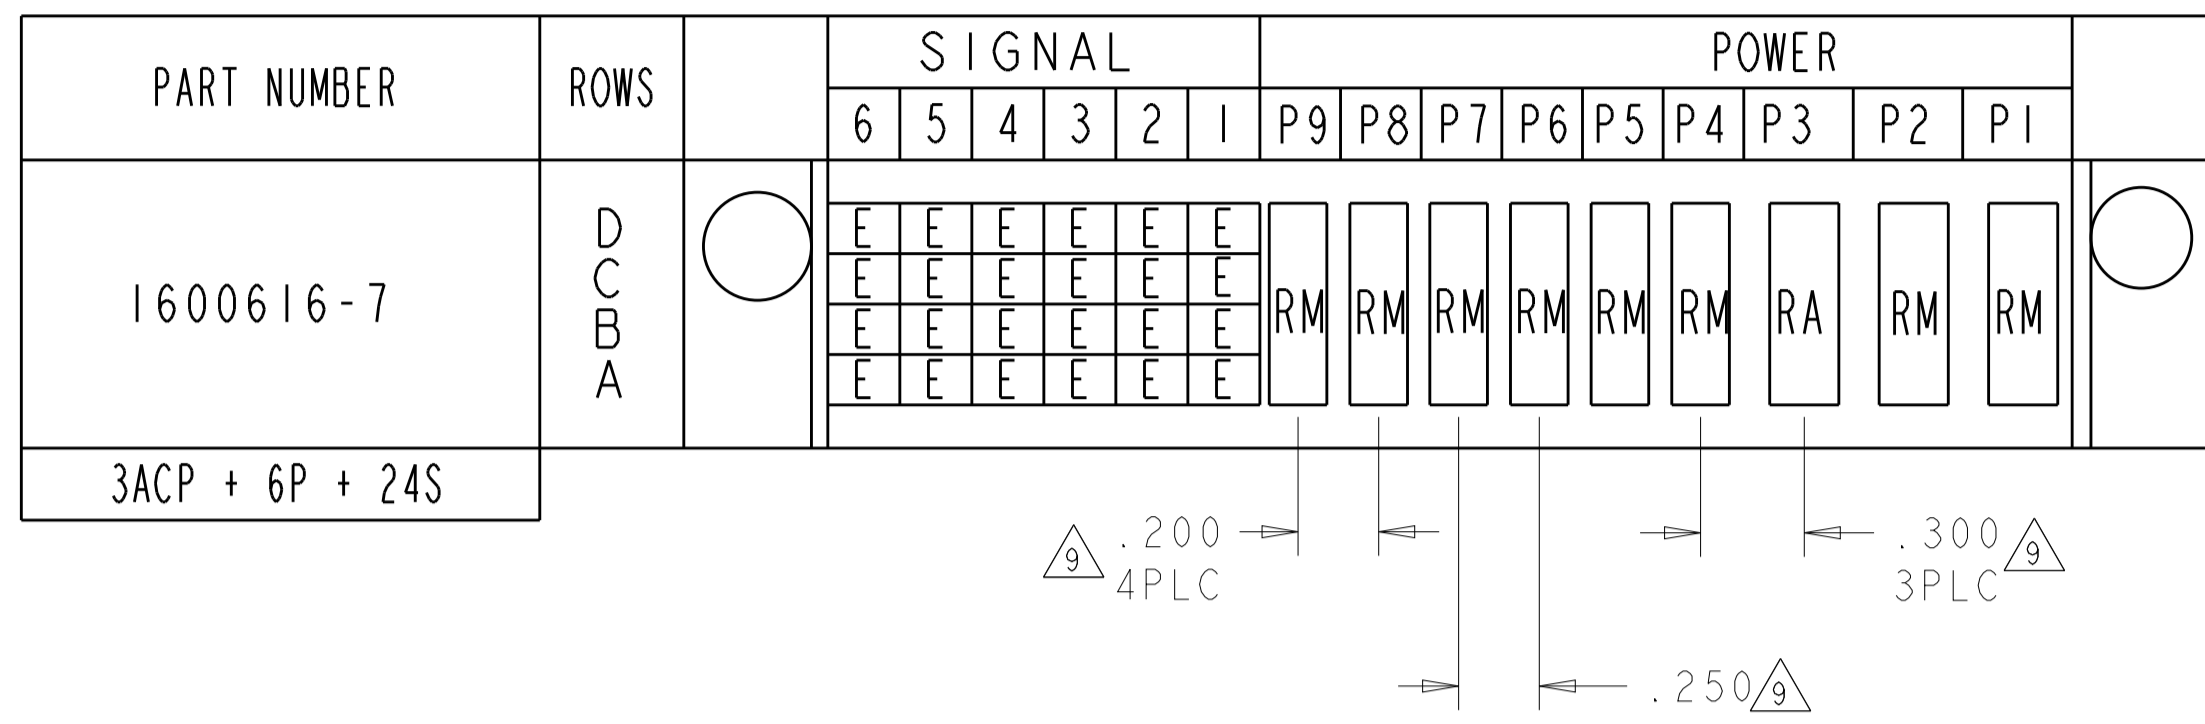 PART NUMBER ROWS SIGNAL POWER
6 5 4 3 2 1 P9 P8 P7 P6 P5 P4 P3 P2 P1
D E E E E E E
C E E E E E E
1600616-7 RM RM RM RM RM RM RA RM RM
B E E E E E E
A E E E E E E
3ACP + 6P + 24S
9 .200 .300 9
4PLC 3PLC
.250 9